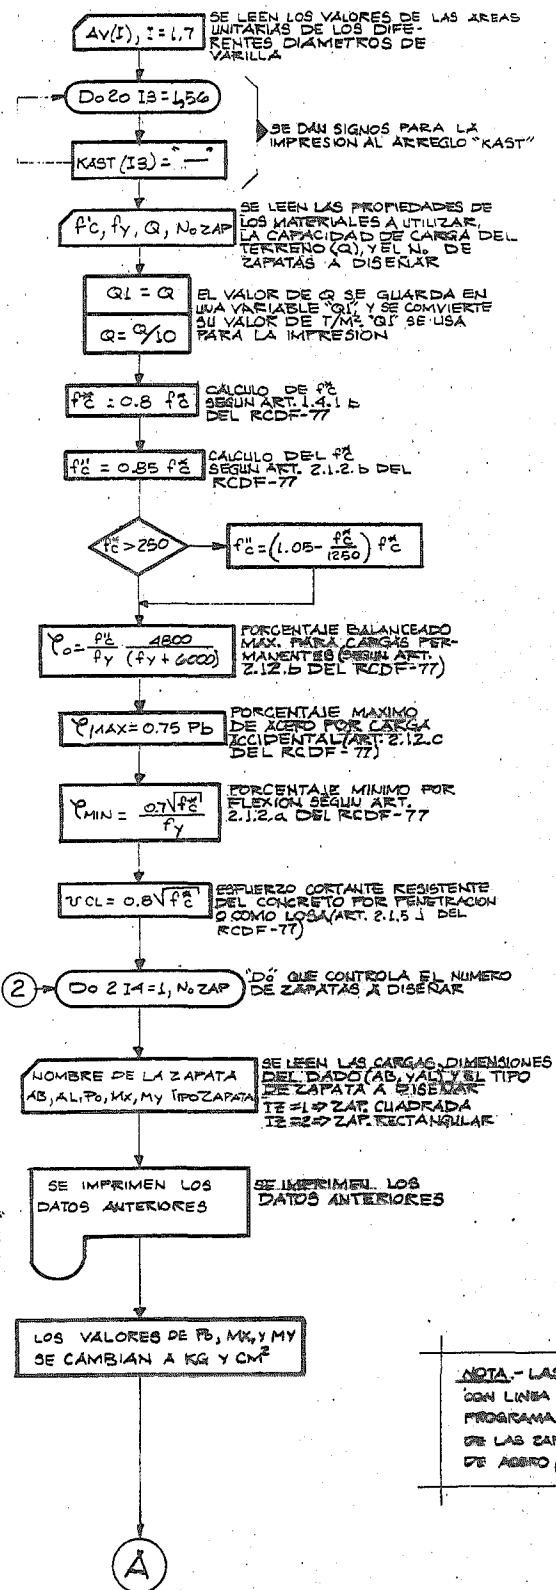 AV(I), I=1,7
SE LEEN LOS VALORES DE LAS AREAS
UNITARIAS DE LOS DIFE-
RENTES DIAMETROS DE
VARILLA
DO 20 I3=1,56
KAST (I3) = "—"
SE DAN SIGNOS PARA LA
IMPRESION AL ARREGLO "KAST"
f'c, fy, Q, No ZAP
SE LEEN LAS PROPIEDADES DE
LOS MATERIALES A UTILIZAR,
LA CAPACIDAD DE CARGA DEL
TERRENO (Q), Y EL No. DE
ZAPATAS A DISEÑAR
Q1 = Q
Q = Q/10
EL VALOR DE Q SE GUARDA EN
UNA VARIABLE "Q1", Y SE COMVIERTE
SU VALOR DE T/M². "Q1" SE USA
PARA LA IMPRESION
f*c = 0.8 f*c
CALCULO DE f*c
SEGUN ART. 1.4.1 b
DEL RCDF-77
f"c = 0.85 f*c
CALCULO DEL f*c
SEGUN ART. 2.1.2.b DEL
RCDF-77
f*c > 250
f"c = (1.05 - f*c/1250) f*c
φo = f"c/fy · 4800/(fy + 6000)
PORCENTAJE BALANCEADO
MAX. PARA CARGAS PER-
MANENTES (SEGUN ART.
2.12.b DEL RCDF-77)
φMAX = 0.75 Pb
PORCENTAJE MAXIMO
DE ACERO POR CARGA
ACCIDENTAL (ART. 2.12.C
DEL RCDF-77)
φMIN = 0.7√f*c/fy
PORCENTAJE MINIMO POR
FLEXION SEGUN ART.
2.1.2.a DEL RCDF-77
VCL = 0.8√f*c
ESFUERZO CORTANTE RESISTENTE
DEL CONCRETO POR PENETRACION
O COMO LOSA (ART. 2.1.5 J DEL
RCDF-77)
2
DO 2 I4=1, No ZAP
"DO" QUE CONTROLA EL NUMERO
DE ZAPATAS A DISEÑAR
NOMBRE DE LA ZAPATA
AB, AL, Po, MX, MY TIPO ZAPATA
SE LEEN LAS CARGAS, DIMENSIONES
DEL DADO (AB, Y AL) Y EL TIPO
DE ZAPATA A DISEÑAR
IZ=1=> ZAP. CUADRADA
IZ=2=> ZAP. RECTANGULAR
SE IMPRIMEN LOS
DATOS ANTERIORES
SE IMPRIMEN LOS
DATOS ANTERIORES
LOS VALORES DE Pb, MX, Y MY
SE CAMBIAN A KG Y CM²
NOTA.- LAS
CON LINEA
PROGRAMA
DE LAS ZAP
DE ACERO
A